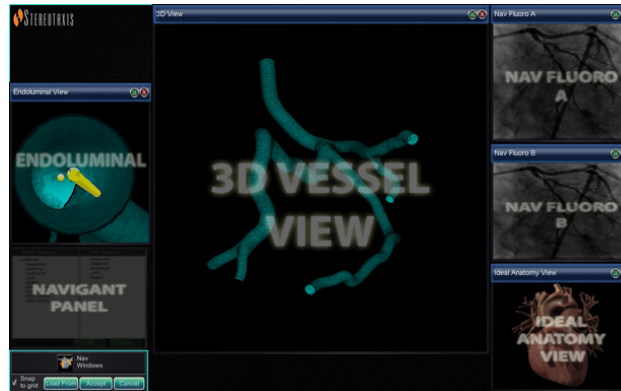 STEREOTAXIS
Endoluminal View
ENDOLUMINAL
NAVIGANT
PANEL
Nav
Windows
Snap
to grid
Load From
Accept
Cancel
3D View
3D VESSEL
VIEW
Nav Fluoro A
NAV FLUORO
A
Nav Fluoro B
NAV FLUORO
B
Ideal Anatomy View
IDEAL
ANATOMY
VIEW